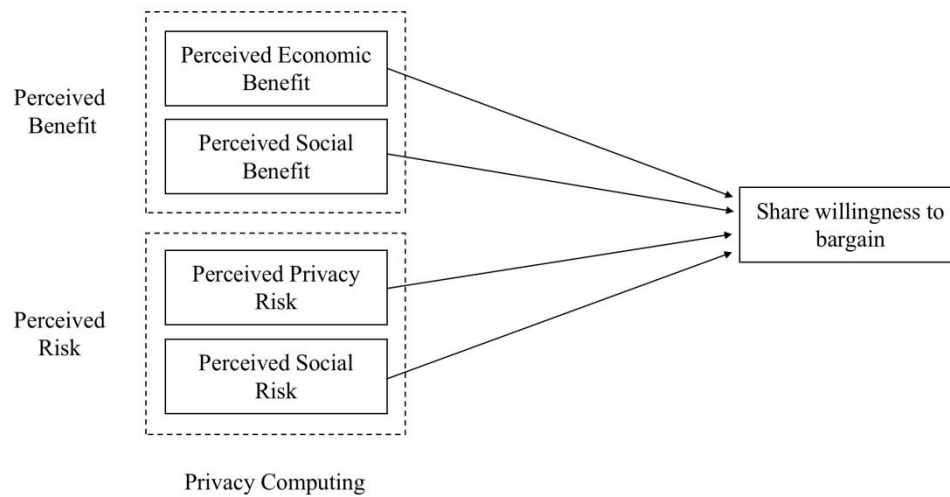 Perceived
Benefit
Perceived Economic
Benefit
Perceived Social
Benefit
Perceived
Risk
Perceived Privacy
Risk
Perceived Social
Risk
Share willingness to
bargain
Privacy Computing